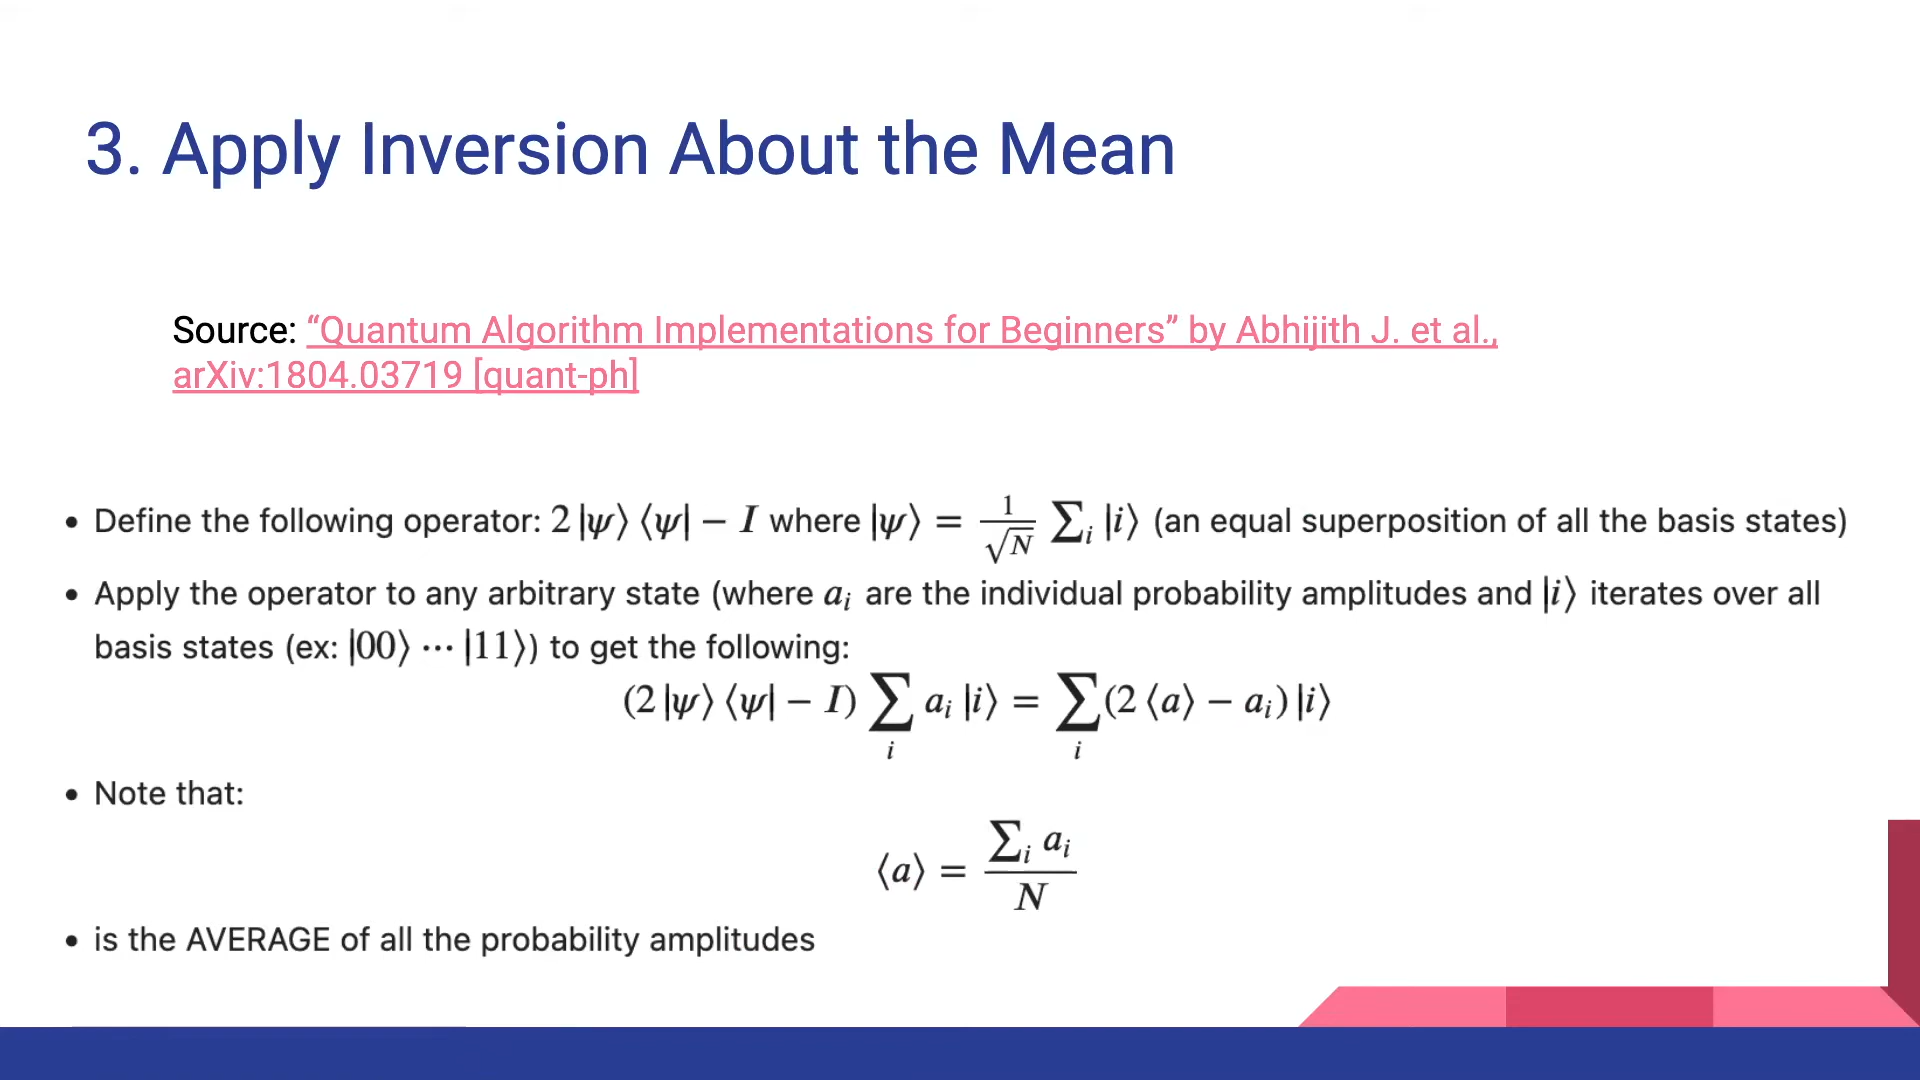 3. Apply Inversion About the Mean
Source: “Quantum Algorithm Implementations for Beginners” by Abhijith J. et al.,
arXiv:1804.03719 [quant-ph]
• Define the following operator: 2 |ψ⟩ ⟨ψ| − I where |ψ⟩ = 1/√N ∑ᵢ |i⟩ (an equal superposition of all the basis states)
• Apply the operator to any arbitrary state (where aᵢ are the individual probability amplitudes and |i⟩ iterates over all
basis states (ex: |00⟩ ⋯ |11⟩) to get the following:
(2 |ψ⟩ ⟨ψ| − I) ∑ᵢ aᵢ |i⟩ = ∑ᵢ (2 ⟨a⟩ − aᵢ) |i⟩
• Note that:
⟨a⟩ = ∑ᵢ aᵢ / N
• is the AVERAGE of all the probability amplitudes